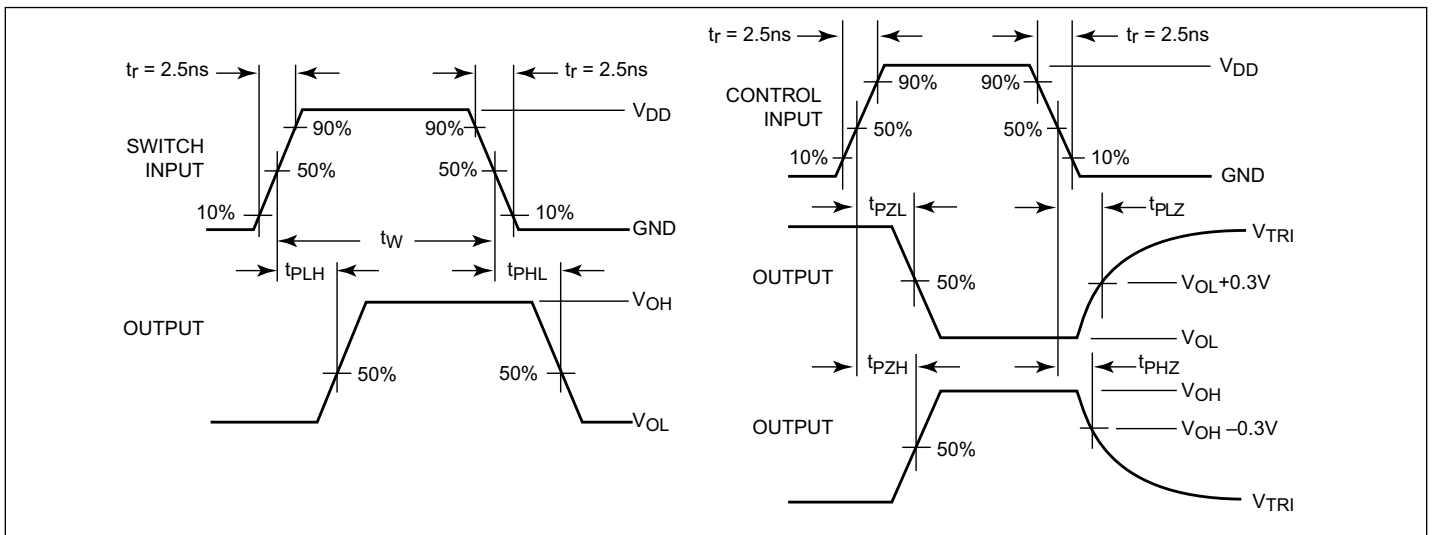 tr = 2.5ns
tr = 2.5ns
VDD
90%
90%
SWITCH
INPUT
50%
50%
10%
10%
GND
tW
tPLH
tPHL
VOH
OUTPUT
50%
50%
VOL
tr = 2.5ns
tr = 2.5ns
VDD
90%
90%
CONTROL
INPUT
50%
50%
10%
10%
GND
tPZL
tPLZ
VTRI
OUTPUT
50%
VOL+0.3V
VOL
tPZH
tPHZ
VOH
VOH –0.3V
OUTPUT
50%
VTRI